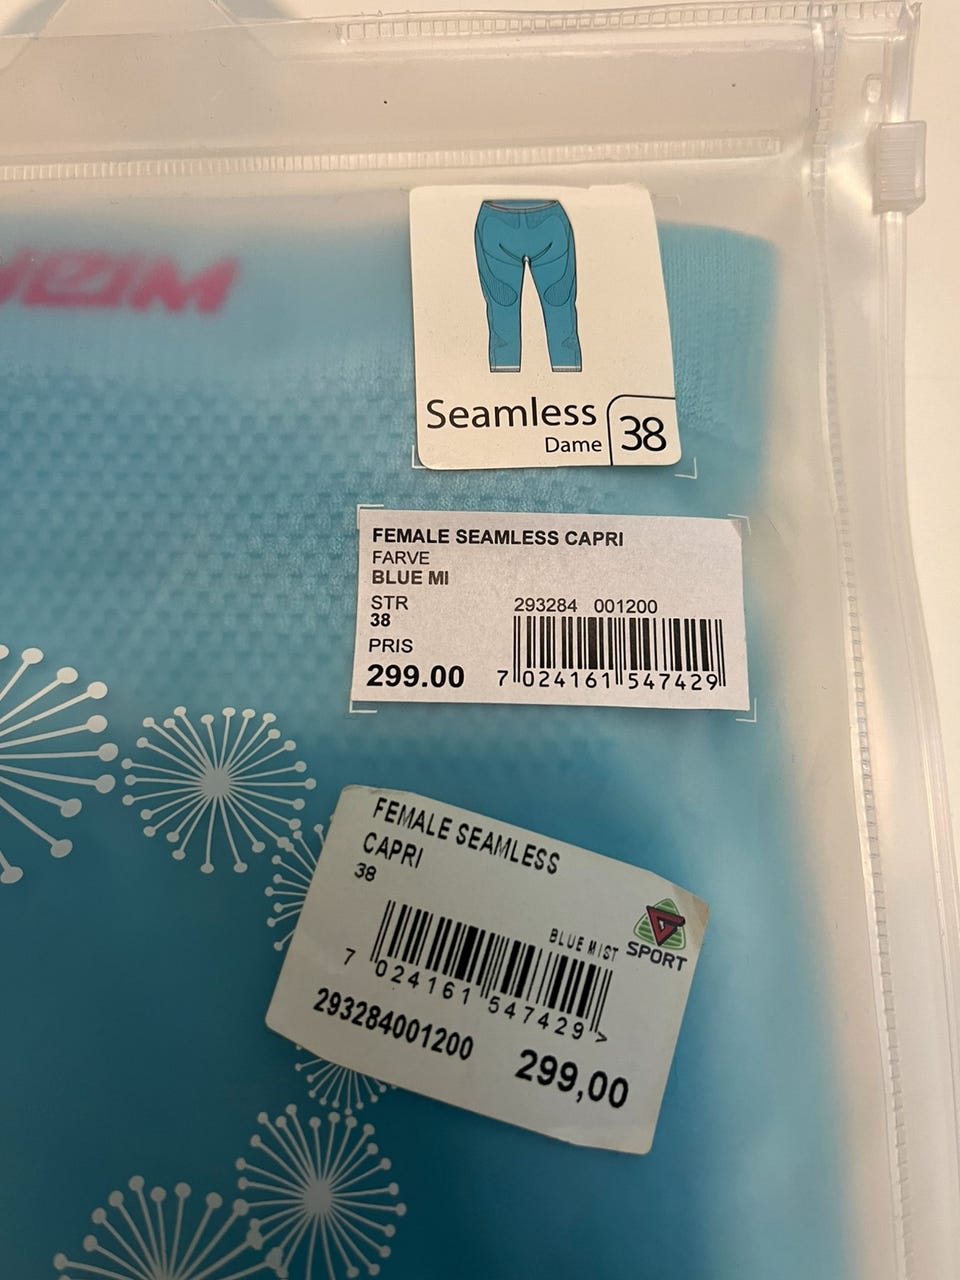 Seamless
Dame
38
FEMALE SEAMLESS CAPRI
FARVE
BLUE MI
STR
38
293284 001200
PRIS
299.00
7 024161 547429
FEMALE SEAMLESS
CAPRI
38
BLUE MIST
SPORT
7 024161 547429 >
293284001200
299,00